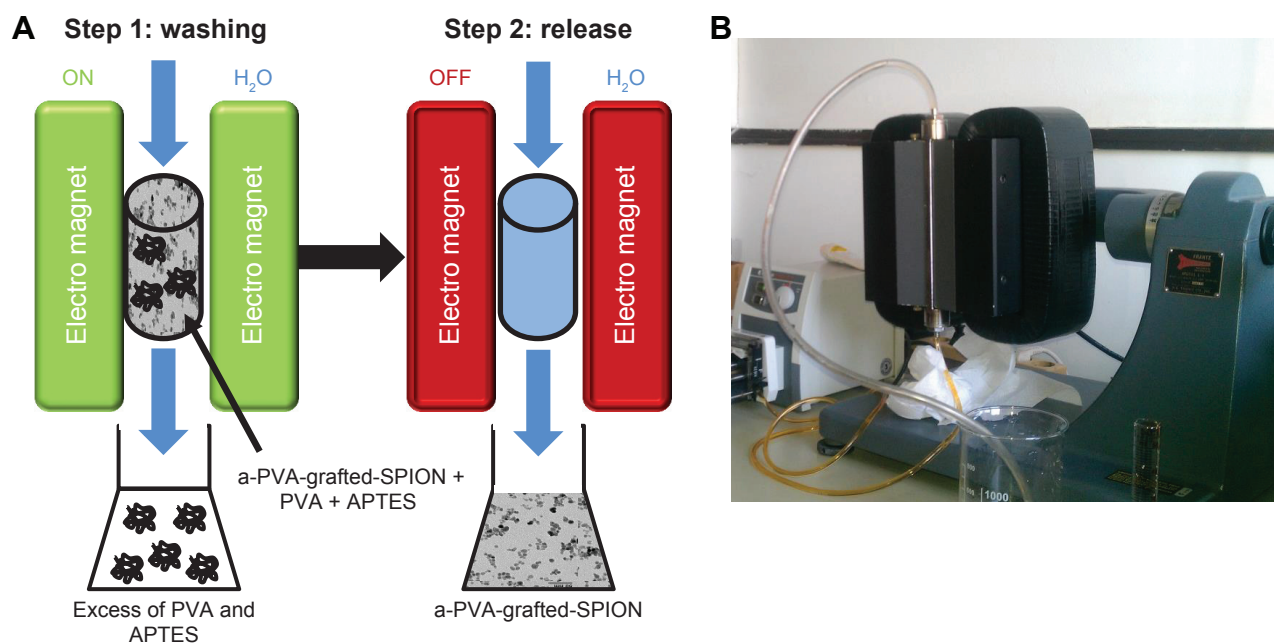 A
Step 1: washing
Step 2: release
B
ON
H₂O
OFF
H₂O
Electro magnet
Electro magnet
Electro magnet
Electro magnet
a-PVA-grafted-SPION +
PVA + APTES
Excess of PVA and
APTES
a-PVA-grafted-SPION
FRANTZ
1000